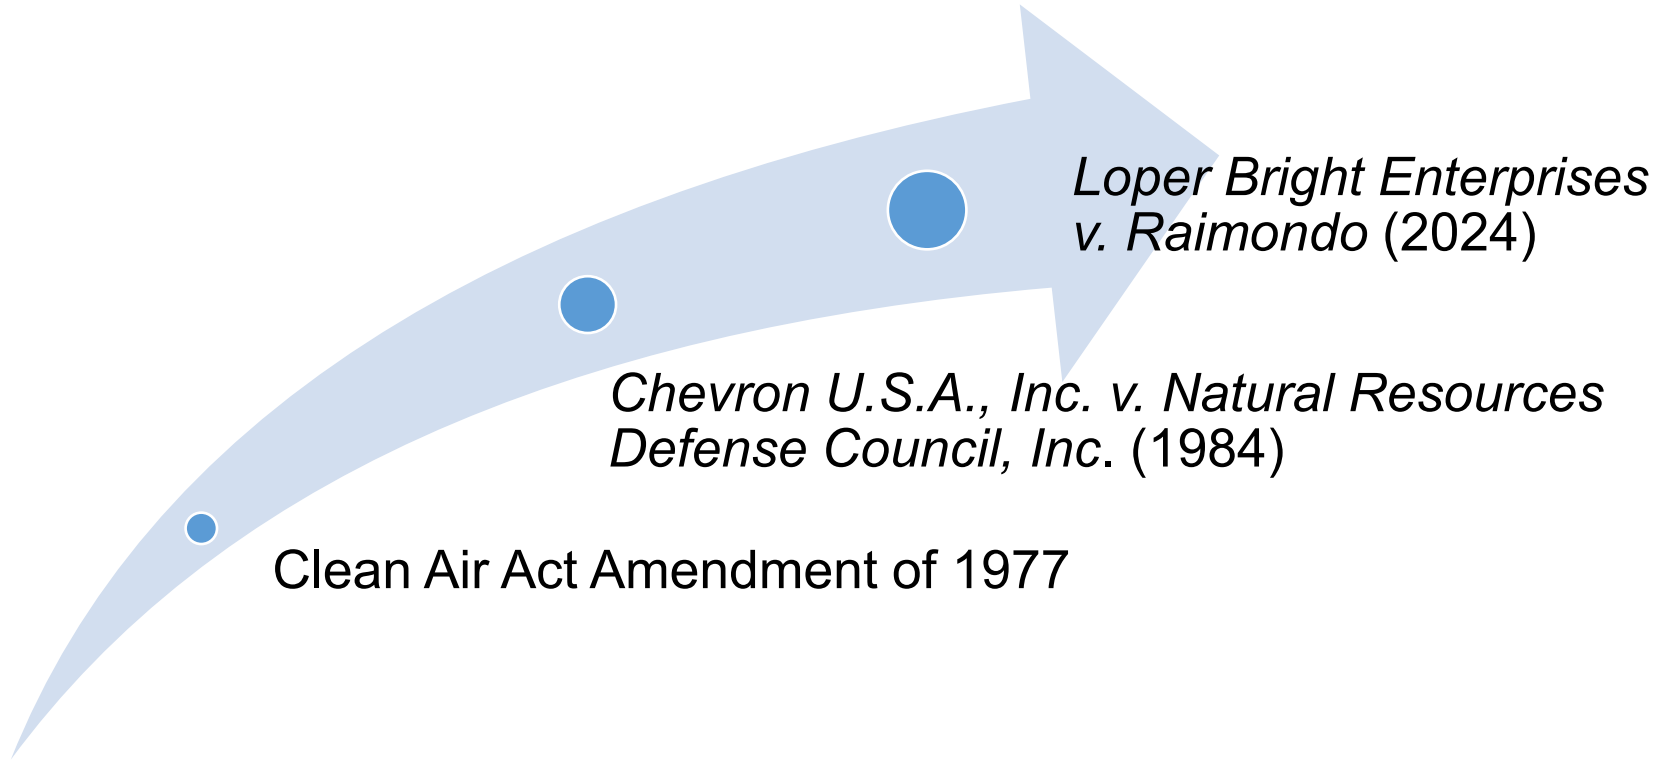 Loper Bright Enterprises
v. Raimondo (2024)
Chevron U.S.A., Inc. v. Natural Resources
Defense Council, Inc. (1984)
Clean Air Act Amendment of 1977